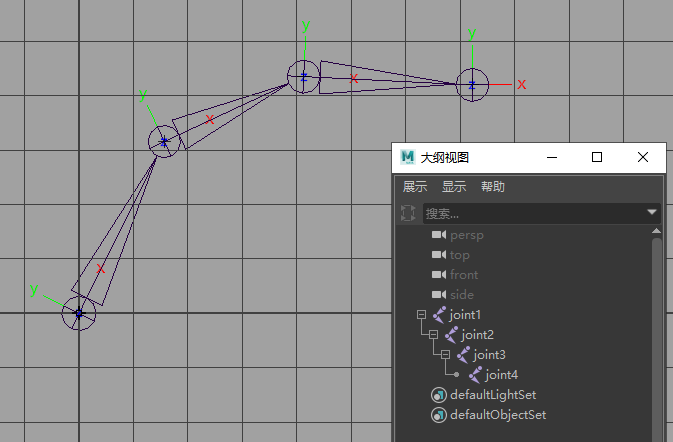 y
y
y
z
x
z
x
x
x
y
大纲视图
展示 显示 帮助
搜索...
persp
top
front
side
joint1
joint2
joint3
joint4
defaultLightSet
defaultObjectSet